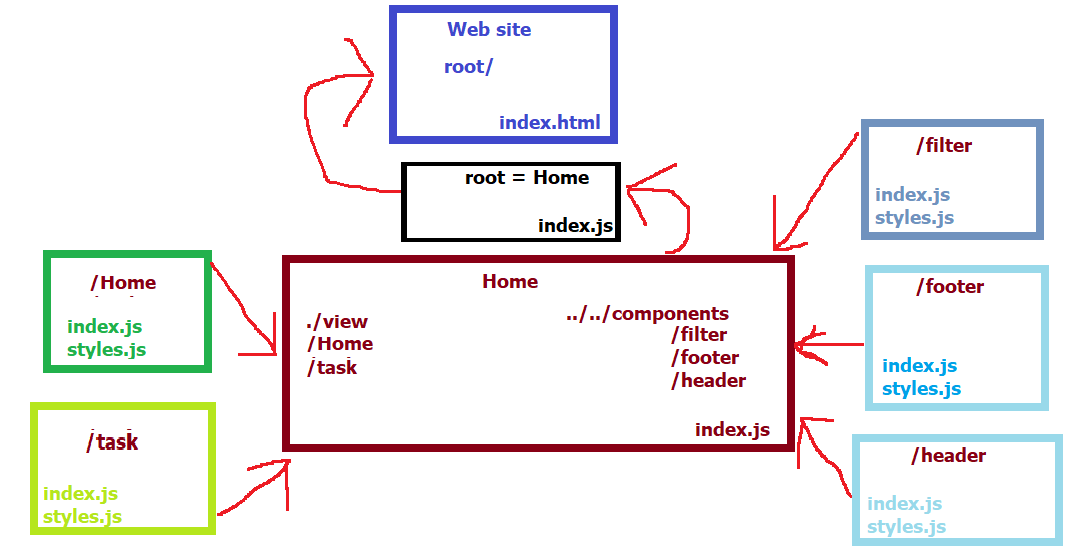 Web site
root/
index.html
root = Home
index.js
/filter
index.js
styles.js
/Home
index.js
styles.js
Home
./view
/Home
/task
../../components
/filter
/footer
/header
index.js
/footer
index.js
styles.js
/task
index.js
styles.js
/header
index.js
styles.js